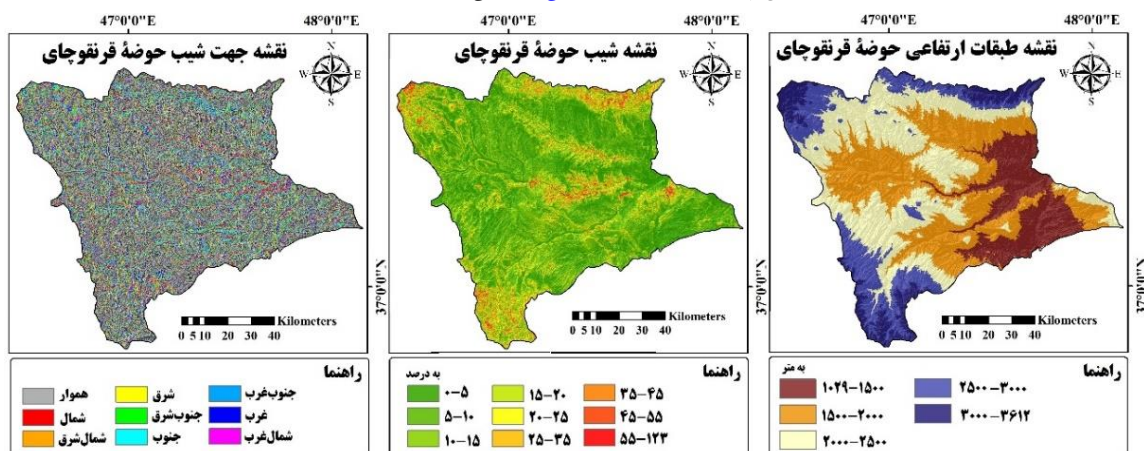 47°0'0"E 48°0'0"E 47°0'0"E 48°0'0"E 47°0'0"E 48°0'0"E
نقشه جهت شیب حوضهٔ قرنقوچای
نقشه شیب حوضهٔ قرنقوچای
نقشه طبقات ارتفاعی حوضهٔ قرنقوچای
N
W E
S
N
W E
S
N
W E
S
37°0'0"N
37°0'0"N
37°0'0"N
0 5 10 20 30 40 Kilometers
0 5 10 20 30 40 Kilometers
0 5 10 20 30 40 Kilometers
راهنما
هموار
شمال
شمال‌شرق
شرق
جنوب‌شرق
جنوب
جنوب‌غرب
غرب
شمال‌غرب
راهنما
به درصد
۰-۵
۵-۱۰
۱۰-۱۵
۱۵-۲۰
۲۰-۲۵
۲۵-۳۵
۳۵-۴۵
۴۵-۵۵
۵۵-۱۲۳
راهنما
به متر
۱۰۲۹-۱۵۰۰
۱۵۰۰-۲۰۰۰
۲۰۰۰-۲۵۰۰
۲۵۰۰-۳۰۰۰
۳۰۰۰-۳۶۱۲